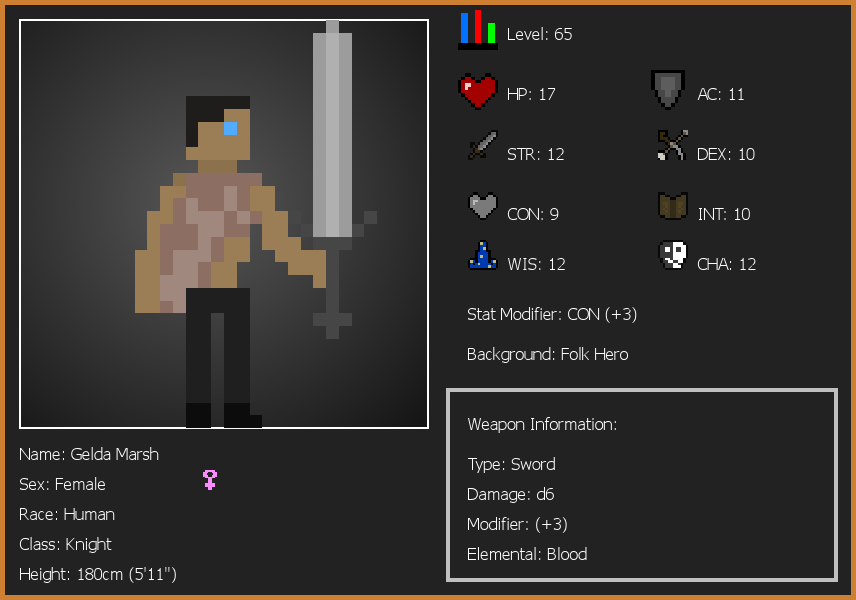 Level: 65
HP: 17
AC: 11
STR: 12
DEX: 10
CON: 9
INT: 10
WIS: 12
CHA: 12
Stat Modifier: CON (+3)
Background: Folk Hero
Weapon Information:
Type: Sword
Damage: d6
Modifier: (+3)
Elemental: Blood
Name: Gelda Marsh
Sex: Female
Race: Human
Class: Knight
Height: 180cm (5'11")